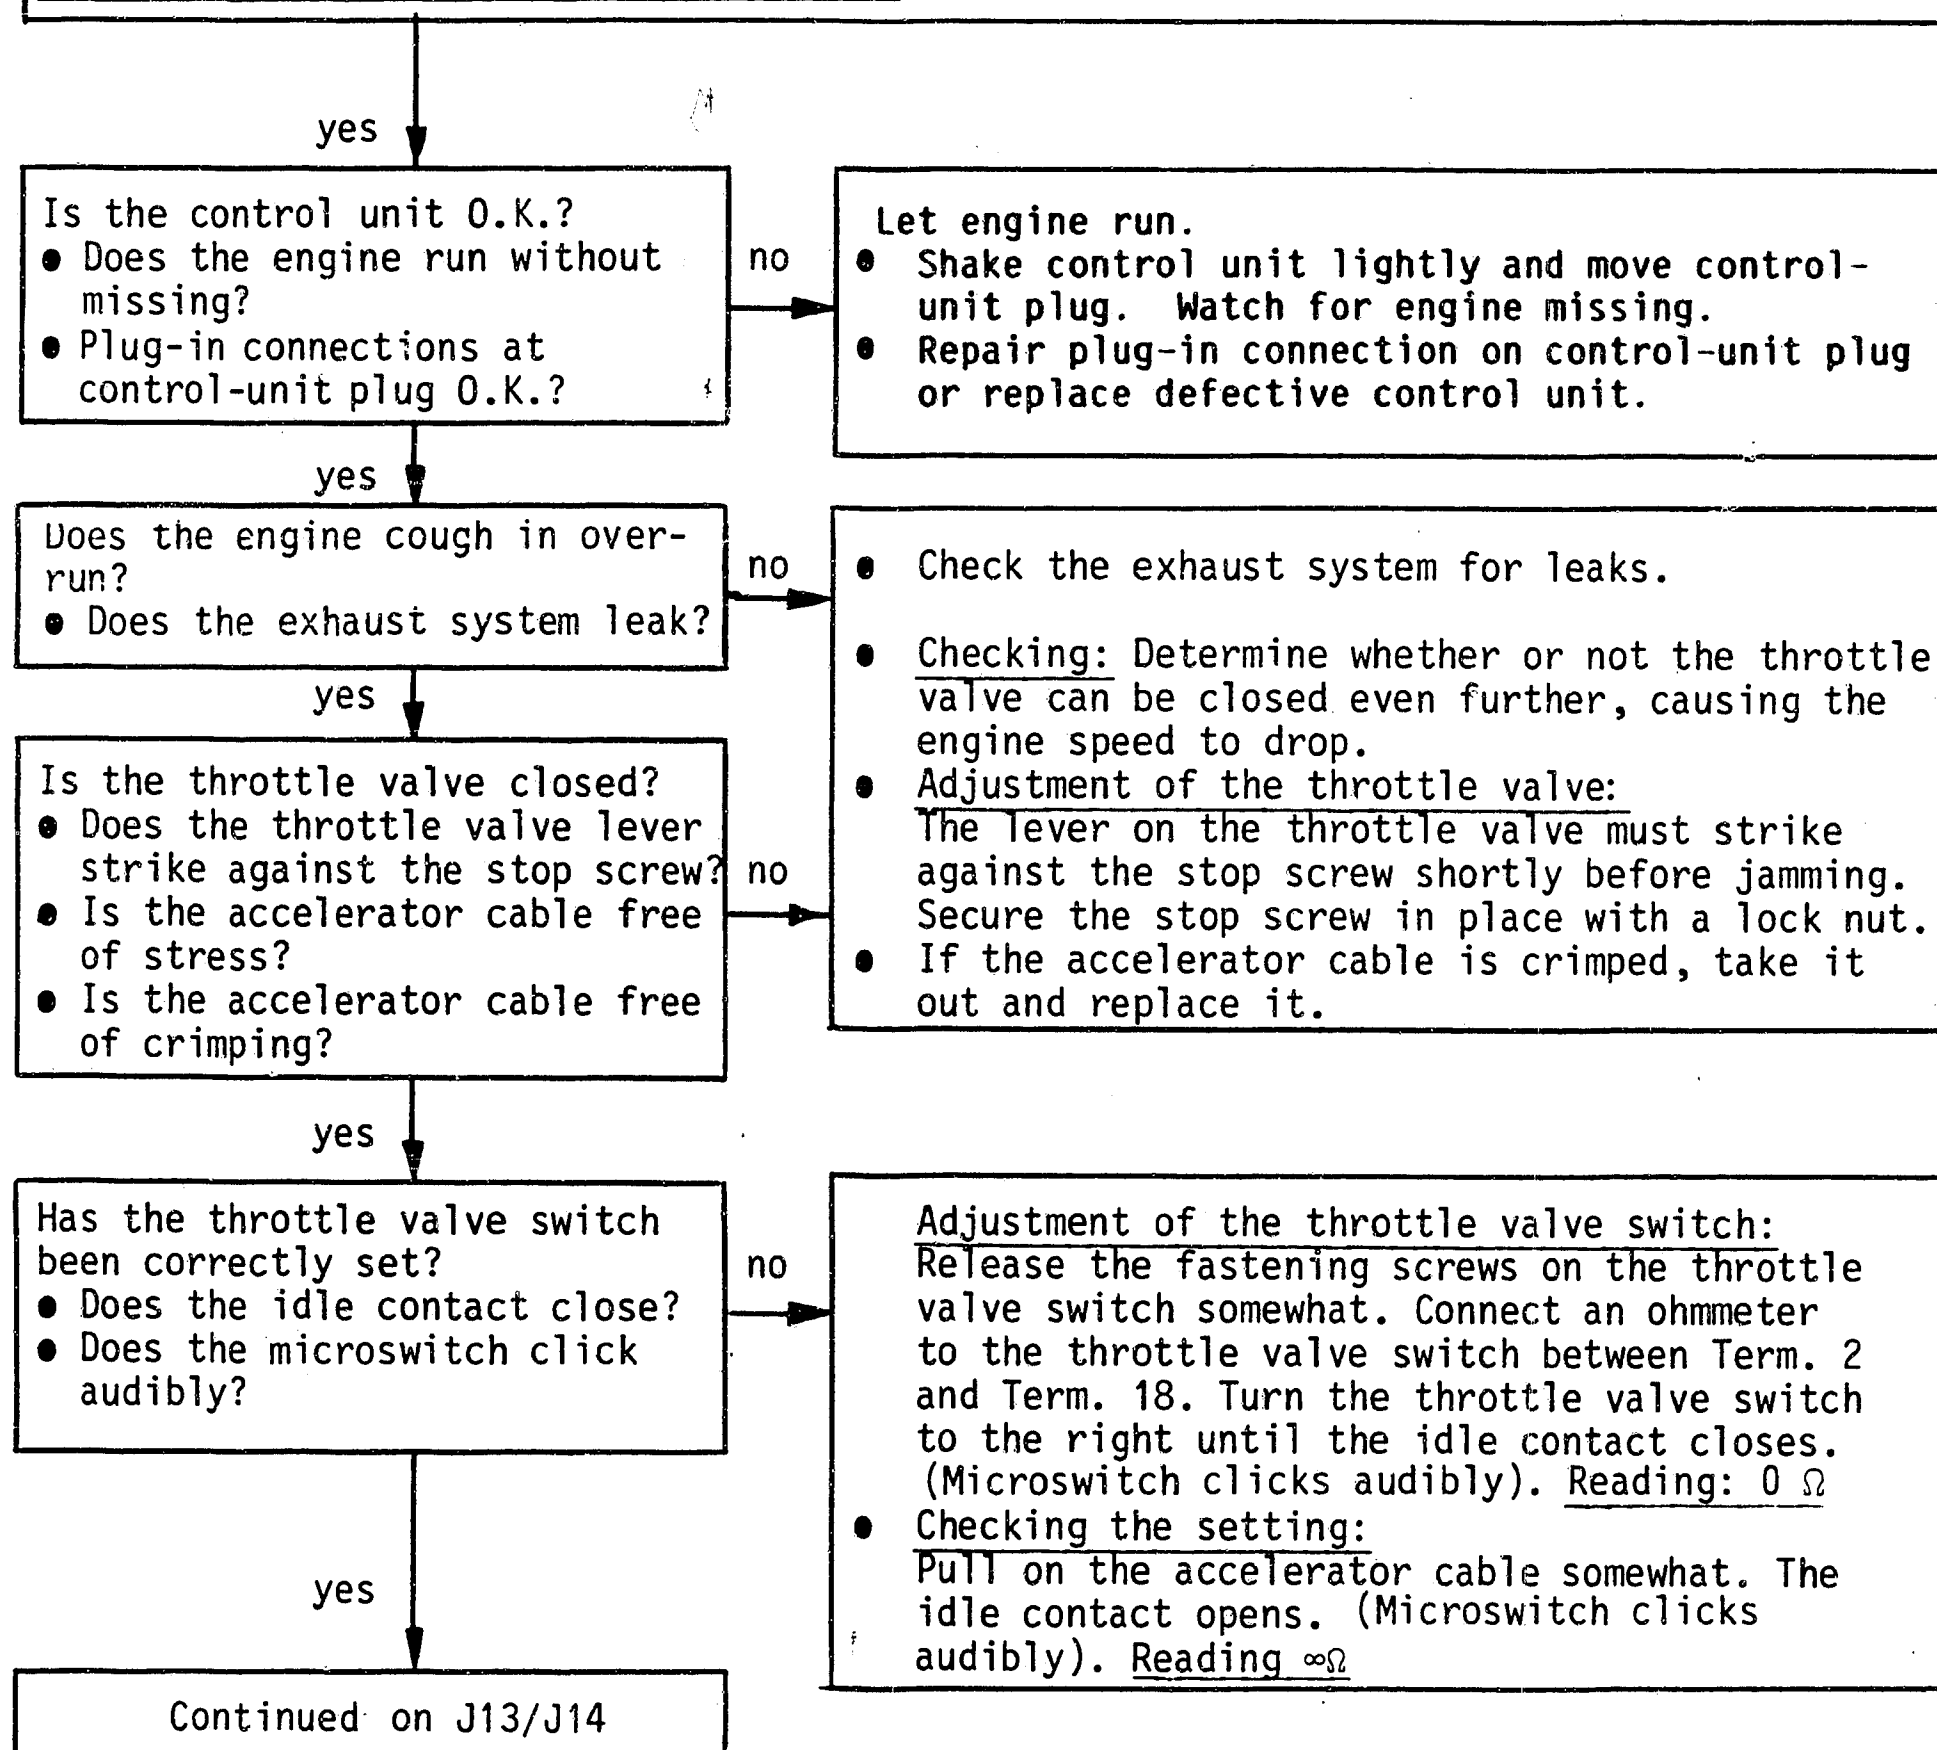 yes
Is the control unit O.K.?
● Does the engine run without
missing?
● Plug-in connections at
control-unit plug O.K.?
no
Let engine run.
● Shake control unit lightly and move control-
unit plug. Watch for engine missing.
● Repair plug-in connection on control-unit plug
or replace defective control unit.
yes
Does the engine cough in over-
run?
● Does the exhaust system leak?
no
● Check the exhaust system for leaks.
● Checking: Determine whether or not the throttle
valve can be closed even further, causing the
engine speed to drop.
● Adjustment of the throttle valve:
The lever on the throttle valve must strike
against the stop screw shortly before jamming.
Secure the stop screw in place with a lock nut.
● If the accelerator cable is crimped, take it
out and replace it.
yes
Is the throttle valve closed?
● Does the throttle valve lever
strike against the stop screw?
● Is the accelerator cable free
of stress?
● Is the accelerator cable free
of crimping?
no
yes
Has the throttle valve switch
been correctly set?
● Does the idle contact close?
● Does the microswitch click
audibly?
no
Adjustment of the throttle valve switch:
Release the fastening screws on the throttle
valve switch somewhat. Connect an ohmmeter
to the throttle valve switch between Term. 2
and Term. 18. Turn the throttle valve switch
to the right until the idle contact closes.
(Microswitch clicks audibly). Reading: 0 Ω
● Checking the setting:
Pull on the accelerator cable somewhat. The
idle contact opens. (Microswitch clicks
audibly). Reading ∞Ω
yes
Continued on J13/J14